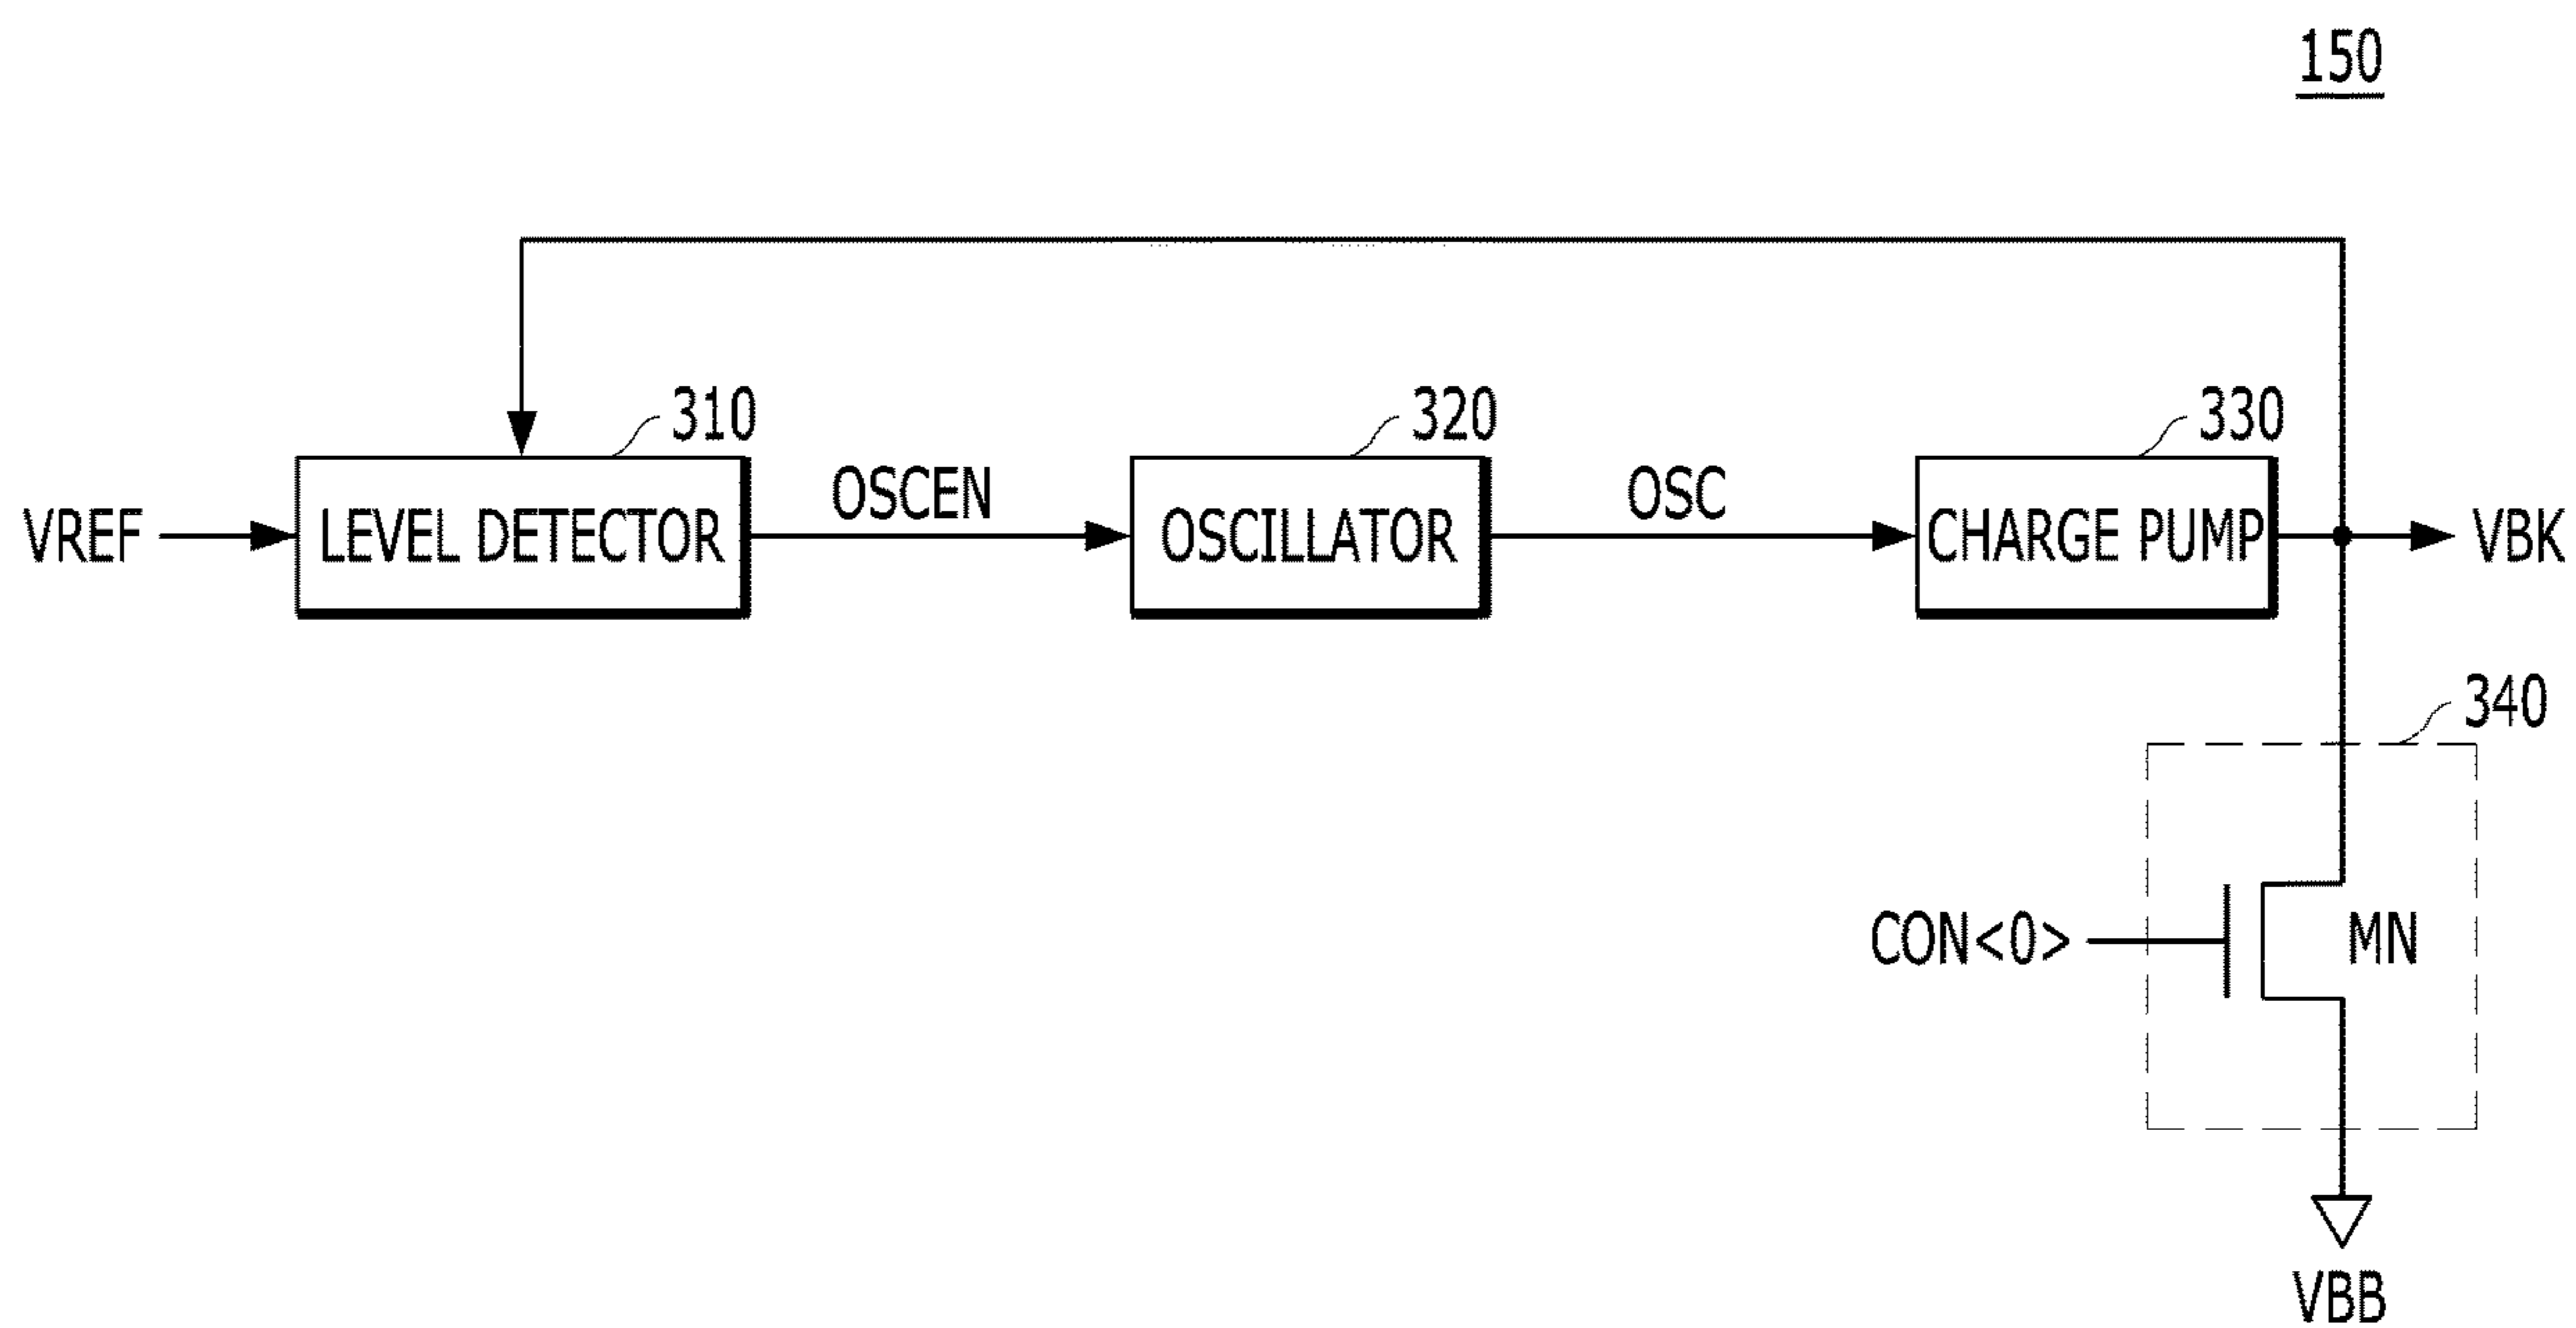 150
310
320
330
VREF
LEVEL DETECTOR
OSCEN
OSCILLATOR
OSC
CHARGE PUMP
VBK
340
CON<0>
MN
VBB